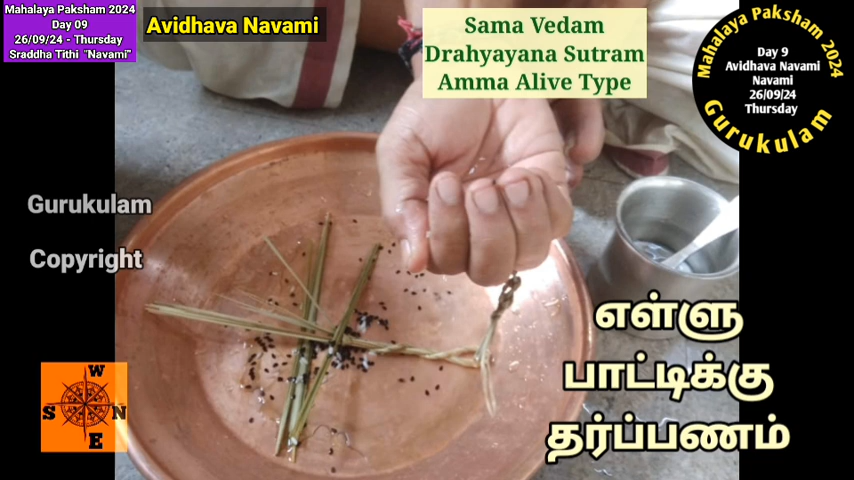 Mahalaya Paksham 2024
Day 09
26/09/24 - Thursday
Sraddha Tithi "Navami"
Avidhava Navami
Sama Vedam
Drahyayana Sutram
Amma Alive Type
Mahalaya Paksham 2024
Day 9
Avidhava Navami
Navami
26/09/24
Thursday
Gurukulam
Gurukulam
Copyright
எள்ளு
பாட்டிக்கு
தர்ப்பணம்
W
S N
E